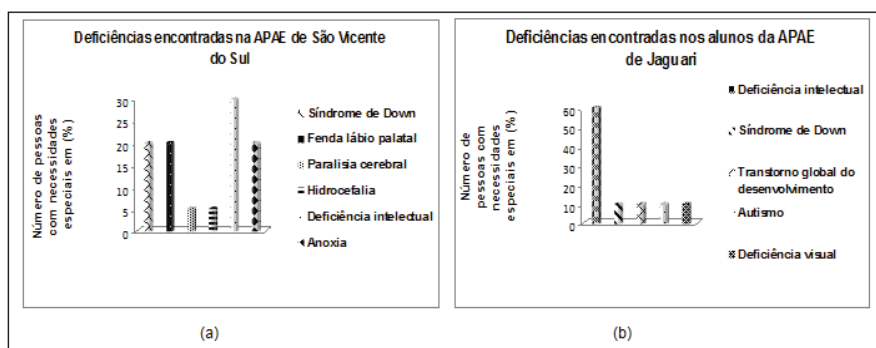 Deficiências encontradas na APAE de São Vicente
do Sul
Número de pessoas
com necessidades
especiais em (%)
30
25
20
15
10
5
0
Síndrome de Down
Fenda lábio palatal
Paralisia cerebral
Hidrocefalia
Deficiência intelectual
Anoxia
(a)
Deficiências encontradas nos alunos da APAE
de Jaguari
Número de
pessoas com
necessidades
especiais em (%)
60
50
40
30
20
10
0
Deficiência intelectual
Síndrome de Down
Transtorno global do
desenvolvimento
Autismo
Deficiência visual
(b)